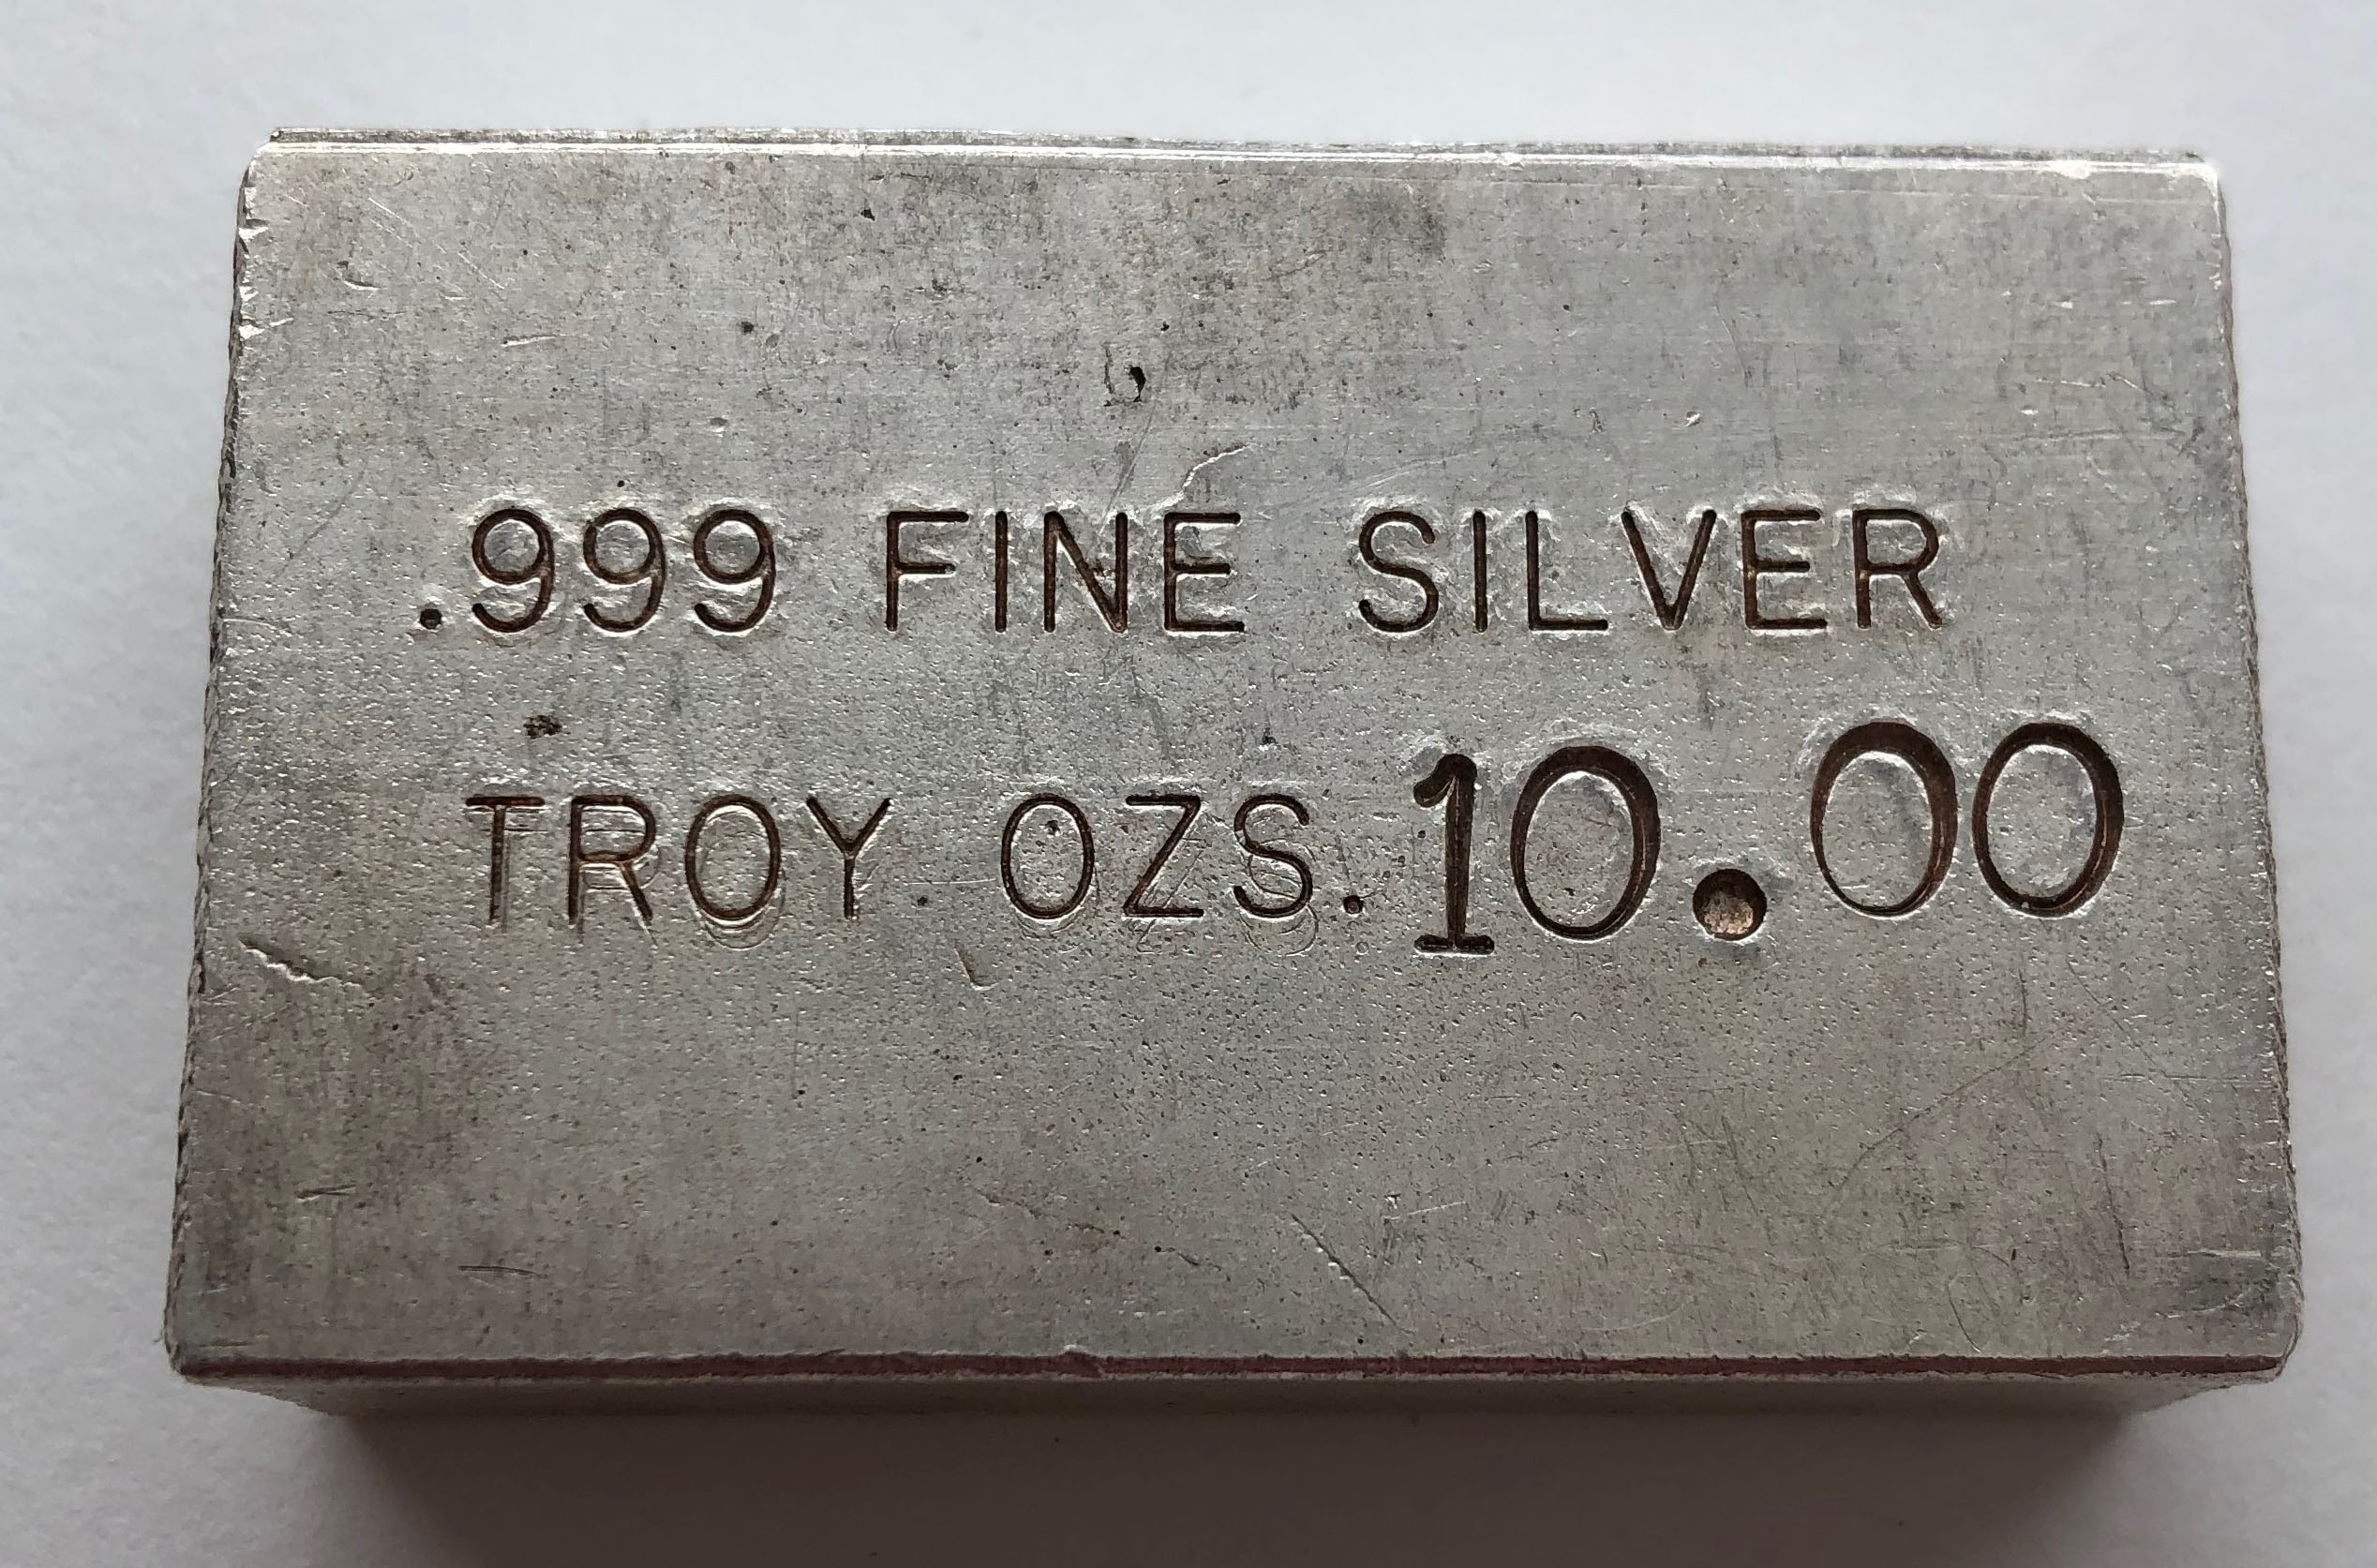 .999 FINE SILVER
TROY OZS. 10.00